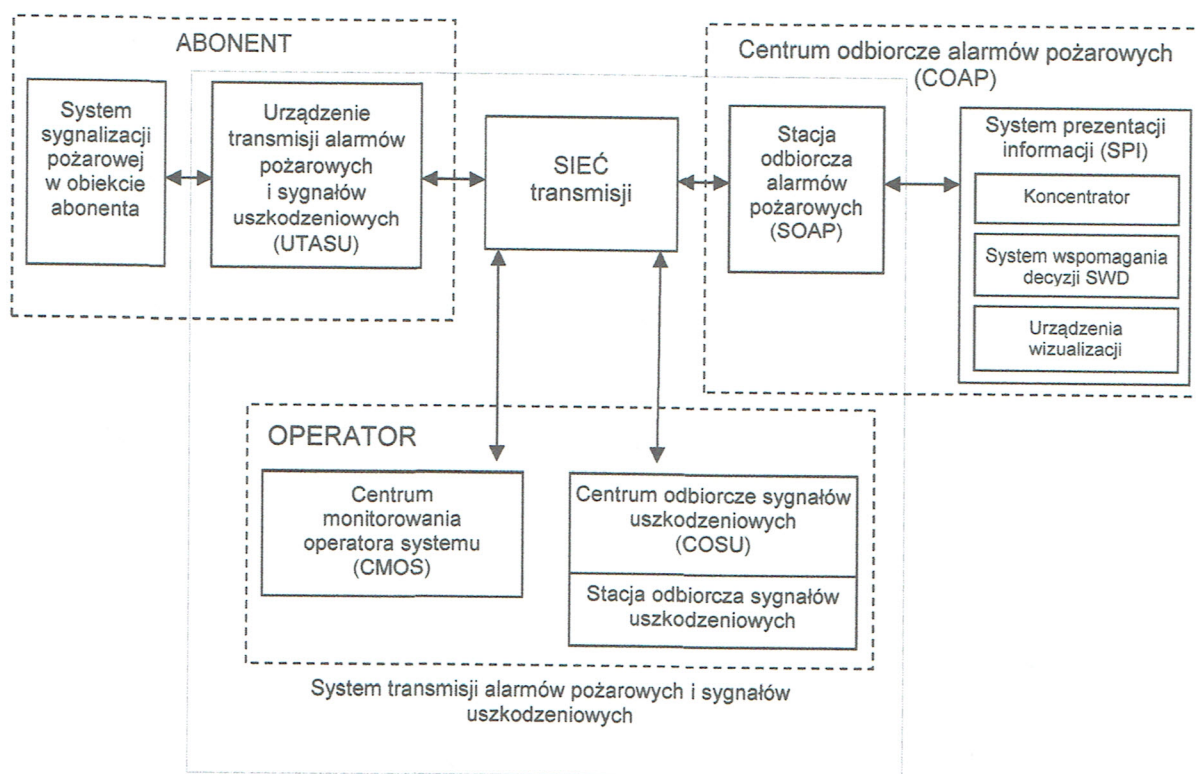 ABONENT
System
sygnalizacji
pożarowej
w obiekcie
abonenta
Urządzenie
transmisji alarmów
pożarowych
i sygnałów
uszkodzeniowych
(UTASU)
SIEĆ
transmisji
Centrum odbiorcze alarmów pożarowych
(COAP)
Stacja
odbiorcza
alarmów
pożarowych
(SOAP)
System prezentacji
informacji (SPI)
Koncentrator
System wspomagania
decyzji SWD
Urządzenia
wizualizacji
OPERATOR
Centrum
monitorowania
operatora systemu
(CMOS)
Centrum odbiorcze sygnałów
uszkodzeniowych
(COSU)
Stacja odbiorcza sygnałów
uszkodzeniowych
System transmisji alarmów pożarowych i sygnałów
uszkodzeniowych